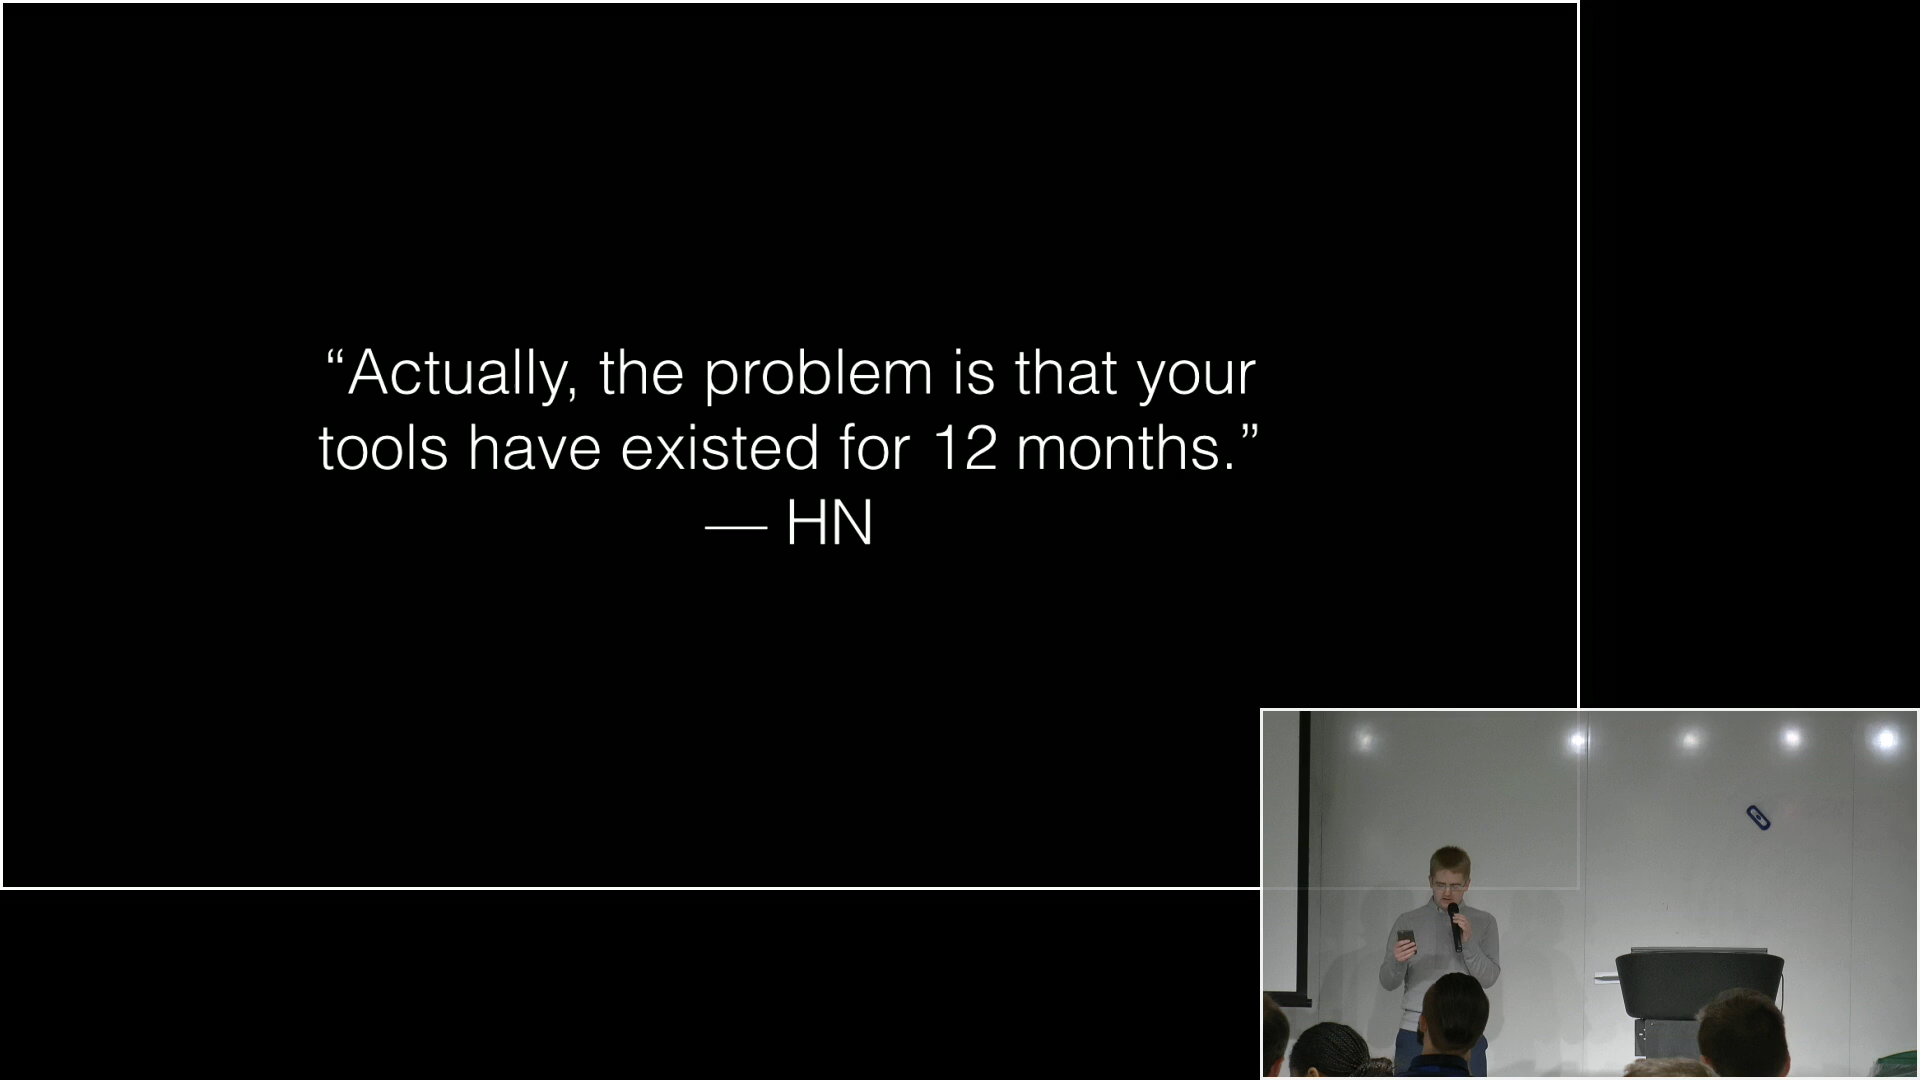 “Actually, the problem is that your
tools have existed for 12 months.”
— HN